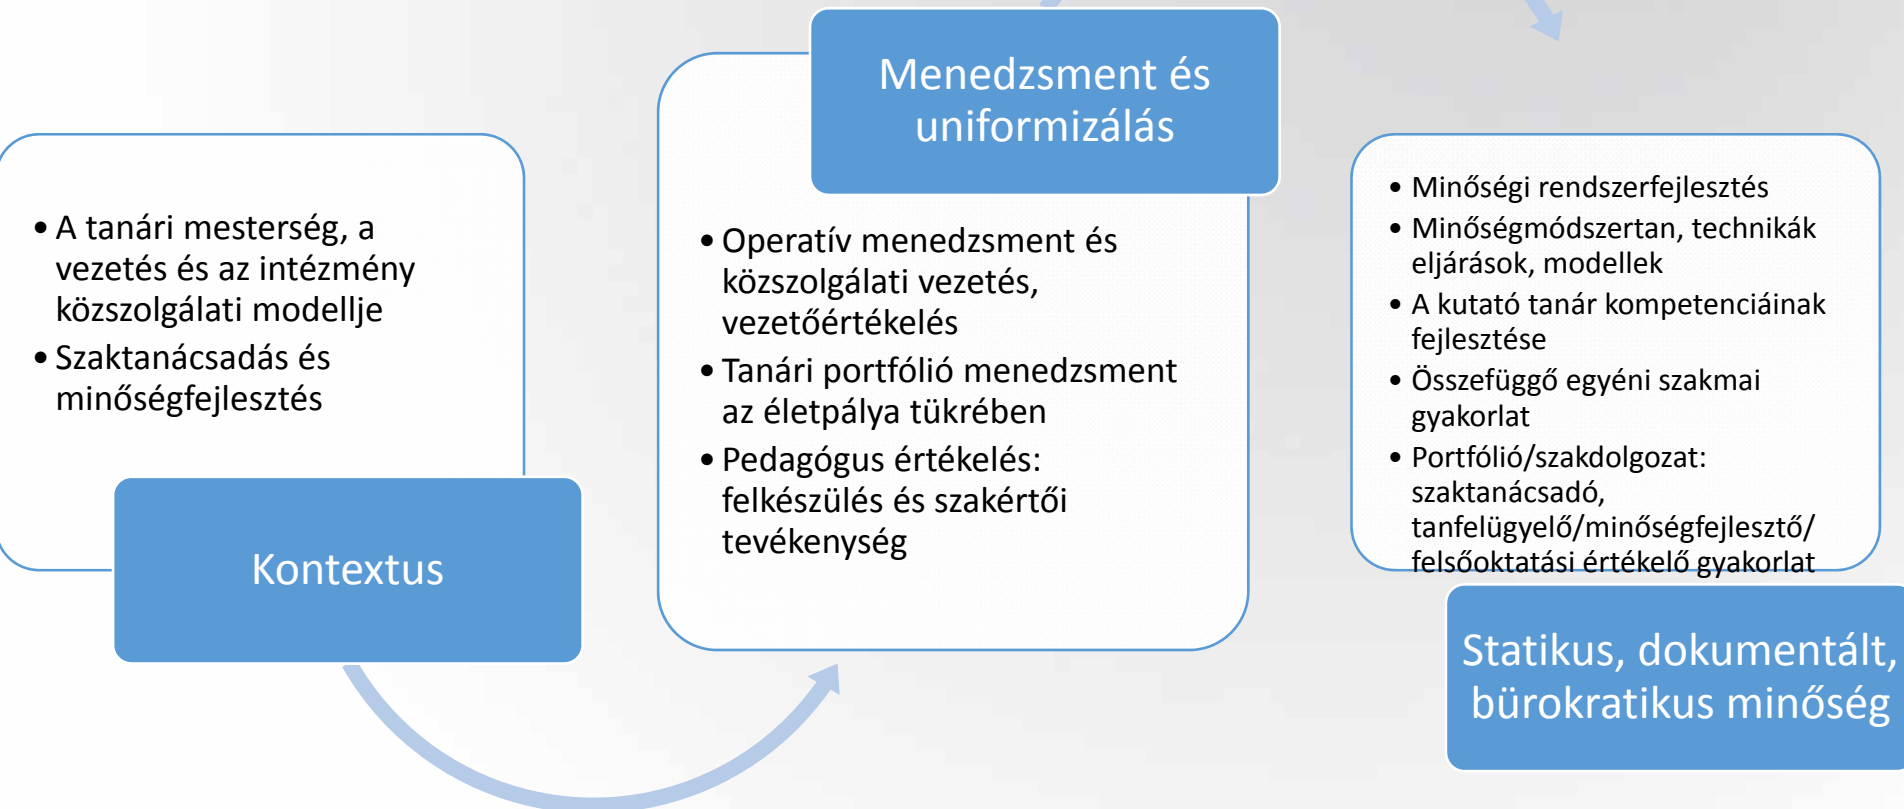 • A tanári mesterség, a
vezetés és az intézmény
közszolgálati modellje
• Szaktanácsadás és
minőségfejlesztés
Kontextus
Menedzsment és
uniformizálás
• Operatív menedzsment és
közszolgálati vezetés,
vezetőértékelés
• Tanári portfólió menedzsment
az életpálya tükrében
• Pedagógus értékelés:
felkészülés és szakértői
tevékenység
• Minőségi rendszerfejlesztés
• Minőségmódszertan, technikák
eljárások, modellek
• A kutató tanár kompetenciáinak
fejlesztése
• Összefüggő egyéni szakmai
gyakorlat
• Portfólió/szakdolgozat:
szaktanácsadó,
tanfelügyelő/minőségfejlesztő/
felsőoktatási értékelő gyakorlat
Statikus, dokumentált,
bürokratikus minőség